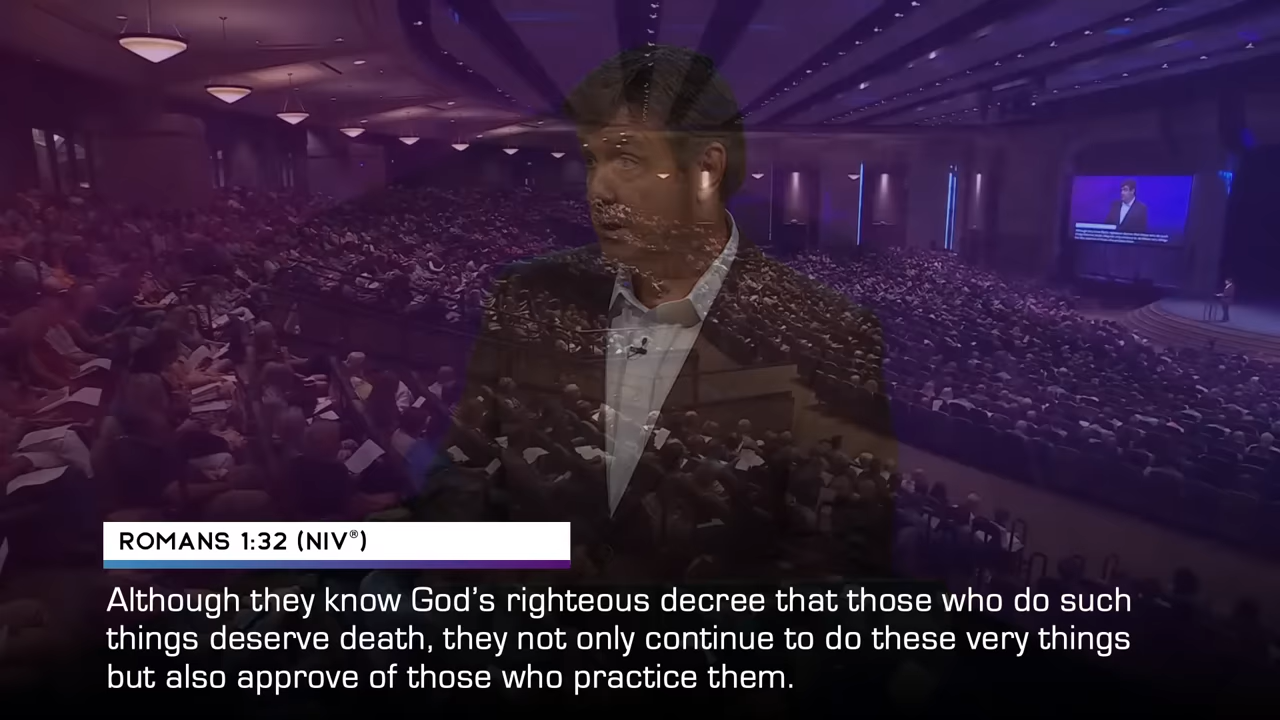 ROMANS 1:32 (NIV®)
Although they know God's righteous decree that those who do such
things deserve death, they not only continue to do these very things
but also approve of those who practice them.